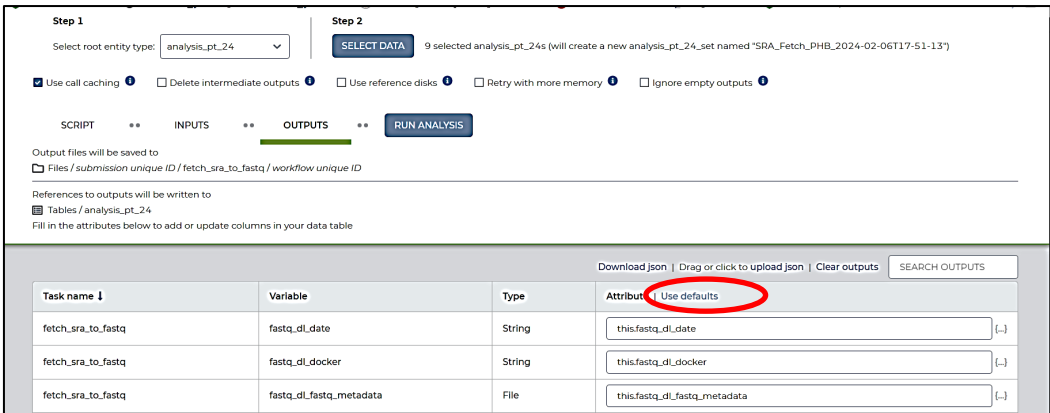 Step 1
Step 2
Select root entity type: analysis_pt_24
SELECT DATA 9 selected analysis_pt_24s (will create a new analysis_pt_24_set named "SRA_Fetch_PHB_2024-02-06T17-51-13")
Use call caching Delete intermediate outputs Use reference disks Retry with more memory Ignore empty outputs
SCRIPT INPUTS OUTPUTS RUN ANALYSIS
Output files will be saved to
Files / submission unique ID / fetch_sra_to_fastq / workflow unique ID
References to outputs will be written to
Tables / analysis_pt_24
Fill in the attributes below to add or update columns in your data table
Download json | Drag or click to upload json | Clear outputs SEARCH OUTPUTS
Task name ↓ Variable Type Attribut | Use defaults
fetch_sra_to_fastq fastq_dl_date String this.fastq_dl_date {...}
fetch_sra_to_fastq fastq_dl_docker String this.fastq_dl_docker {...}
fetch_sra_to_fastq fastq_dl_fastq_metadata File this.fastq_dl_fastq_metadata {...}